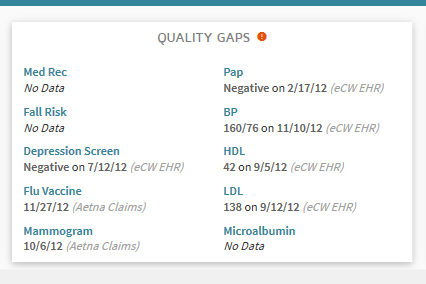 QUALITY GAPS
Med Rec
No Data
Fall Risk
No Data
Depression Screen
Negative on 7/12/12 (eCW EHR)
Flu Vaccine
11/27/12 (Aetna Claims)
Mammogram
10/6/12 (Aetna Claims)
Pap
Negative on 2/17/12 (eCW EHR)
BP
160/76 on 11/10/12 (eCW EHR)
HDL
42 on 9/5/12 (eCW EHR)
LDL
138 on 9/12/12 (eCW EHR)
Microalbumin
No Data